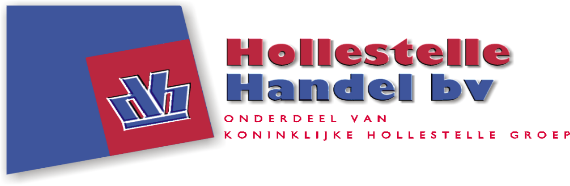 Hollestelle
Handel bv
ONDERDEEL VAN
KONINKLIJKE HOLLESTELLE GROEP